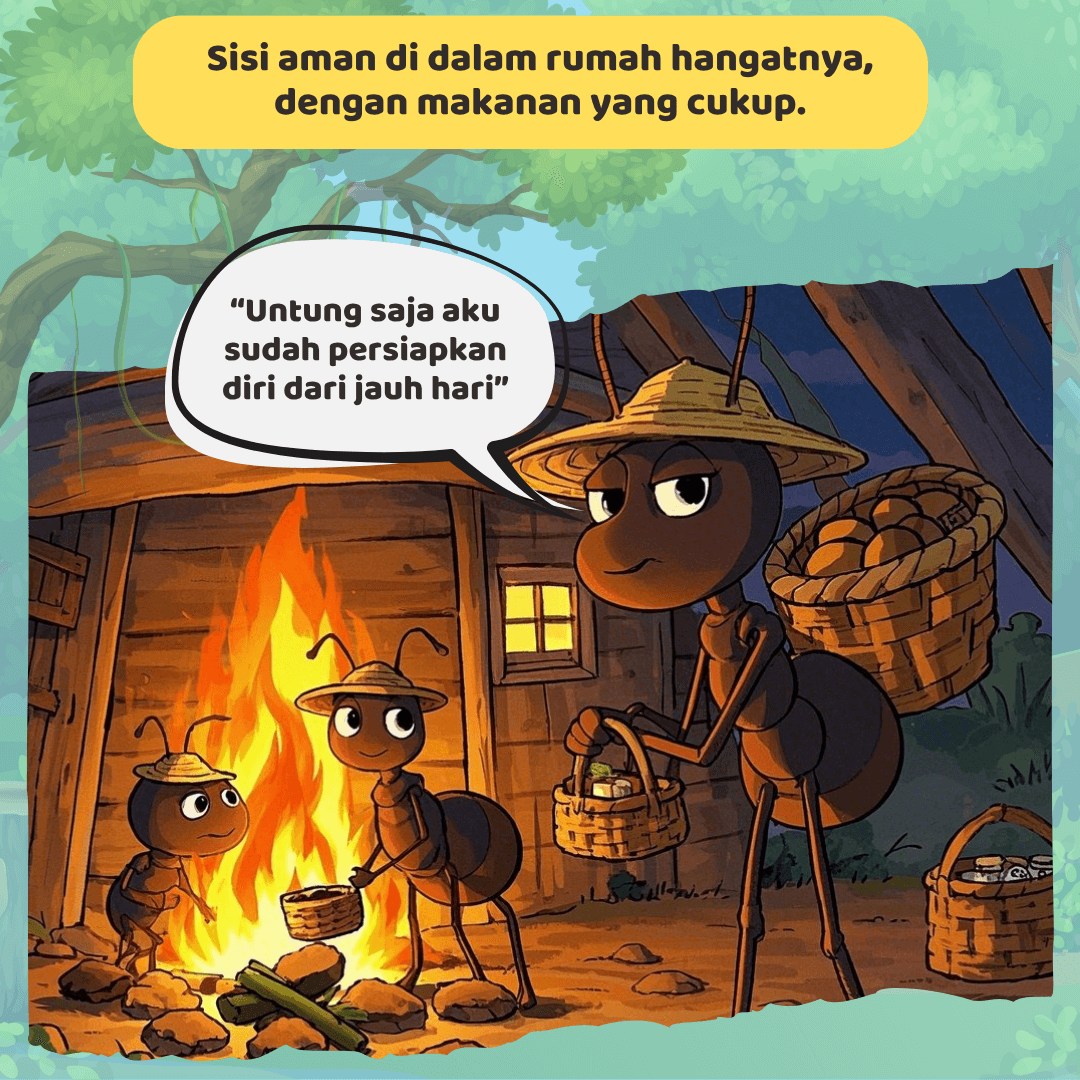 Sisi aman di dalam rumah hangatnya,
dengan makanan yang cukup.
“Untung saja aku
sudah persiapkan
diri dari jauh hari”